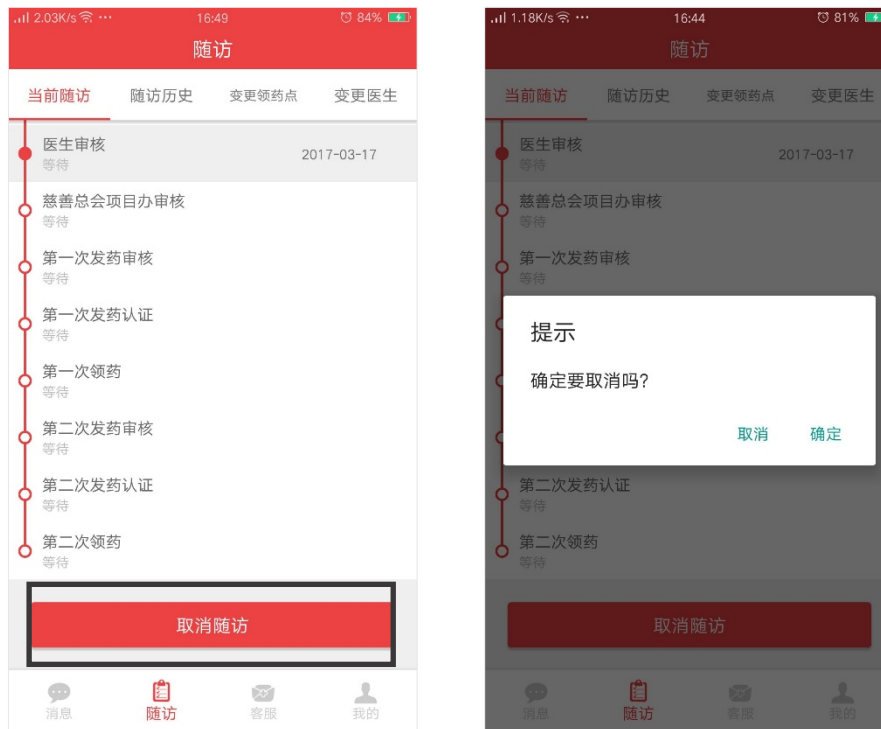 2.03K/s ··· 16:49 84%
随访
当前随访 随访历史 变更领药点 变更医生
医生审核 2017-03-17
等待
慈善总会项目办审核
等待
第一次发药审核
等待
第一次发药认证
等待
第一次领药
等待
第二次发药审核
等待
第二次发药认证
等待
第二次领药
等待
取消随访
消息 随访 客服 我的
1.18K/s ··· 16:44 81%
随访
当前随访 随访历史 变更领药点 变更医生
医生审核 2017-03-17
等待
慈善总会项目办审核
等待
第一次发药审核
等待
提示
确定要取消吗?
取消 确定
第二次发药认证
等待
第二次领药
等待
取消随访
消息 随访 客服 我的